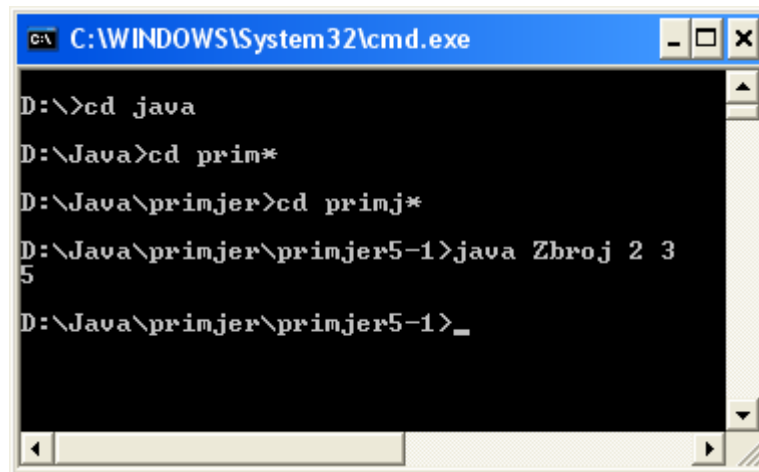 C:\WINDOWS\System32\cmd.exe
D:\>cd java
D:\Java>cd prim*
D:\Java\primjer>cd primj*
D:\Java\primjer\primjer5-1>java Zbroj 2 3
5
D:\Java\primjer\primjer5-1>_